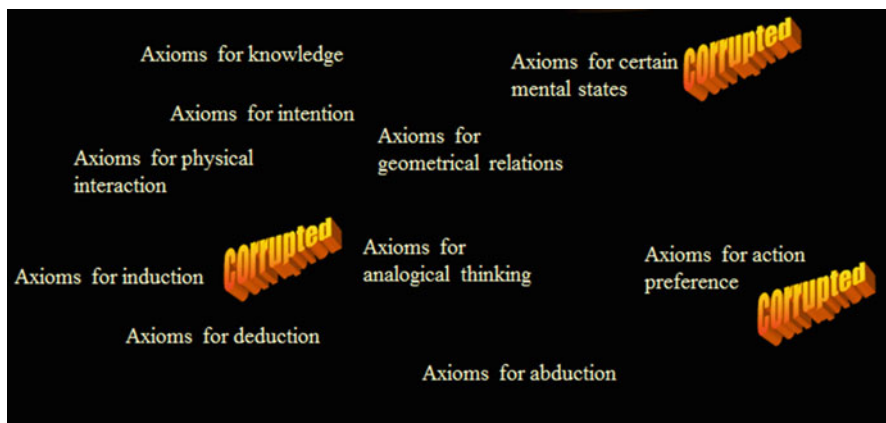 Axioms for knowledge
Axioms for certain
mental states
corrupted
Axioms for intention
Axioms for
geometrical relations
Axioms for physical
interaction
Axioms for induction
corrupted
Axioms for
analogical thinking
Axioms for action
preference
corrupted
Axioms for deduction
Axioms for abduction